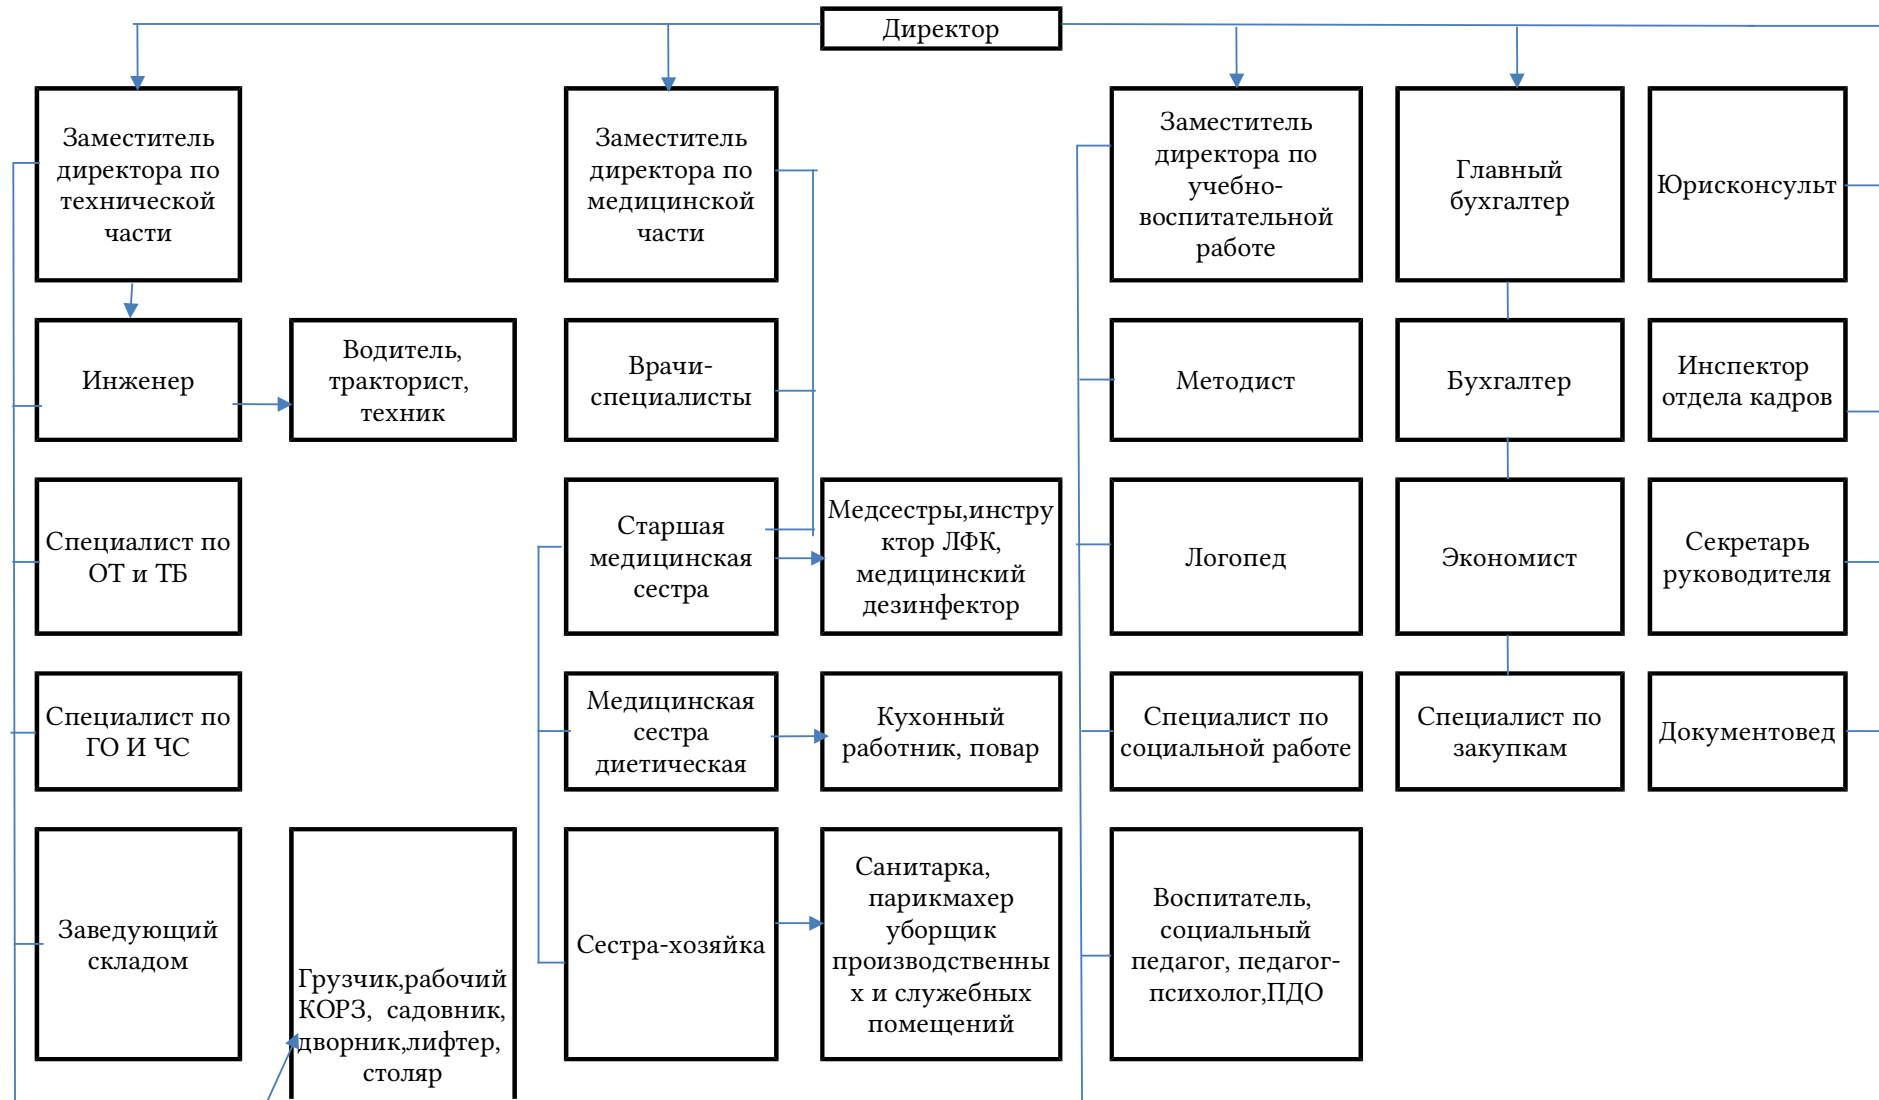 Директор
Заместитель
директора по
технической
части
Заместитель
директора по
медицинской
части
Заместитель
директора по
учебно-
воспитательной
работе
Главный
бухгалтер
Юрисконсульт
Инженер
Водитель,
тракторист,
техник
Врачи-
специалисты
Методист
Бухгалтер
Инспектор
отдела кадров
Специалист по
ОТ и ТБ
Старшая
медицинская
сестра
Медсестры,инстру
ктор ЛФК,
медицинский
дезинфектор
Логопед
Экономист
Секретарь
руководителя
Специалист по
ГО И ЧС
Медицинская
сестра
диетическая
Кухонный
работник, повар
Специалист по
социальной работе
Специалист по
закупкам
Документовед
Заведующий
складом
Грузчик,рабочий
КОРЗ, садовник,
дворник,лифтер,
столяр
Сестра-хозяйка
Санитарка,
парикмахер
уборщик
производственны
х и служебных
помещений
Воспитатель,
социальный
педагог, педагог-
психолог,ПДО